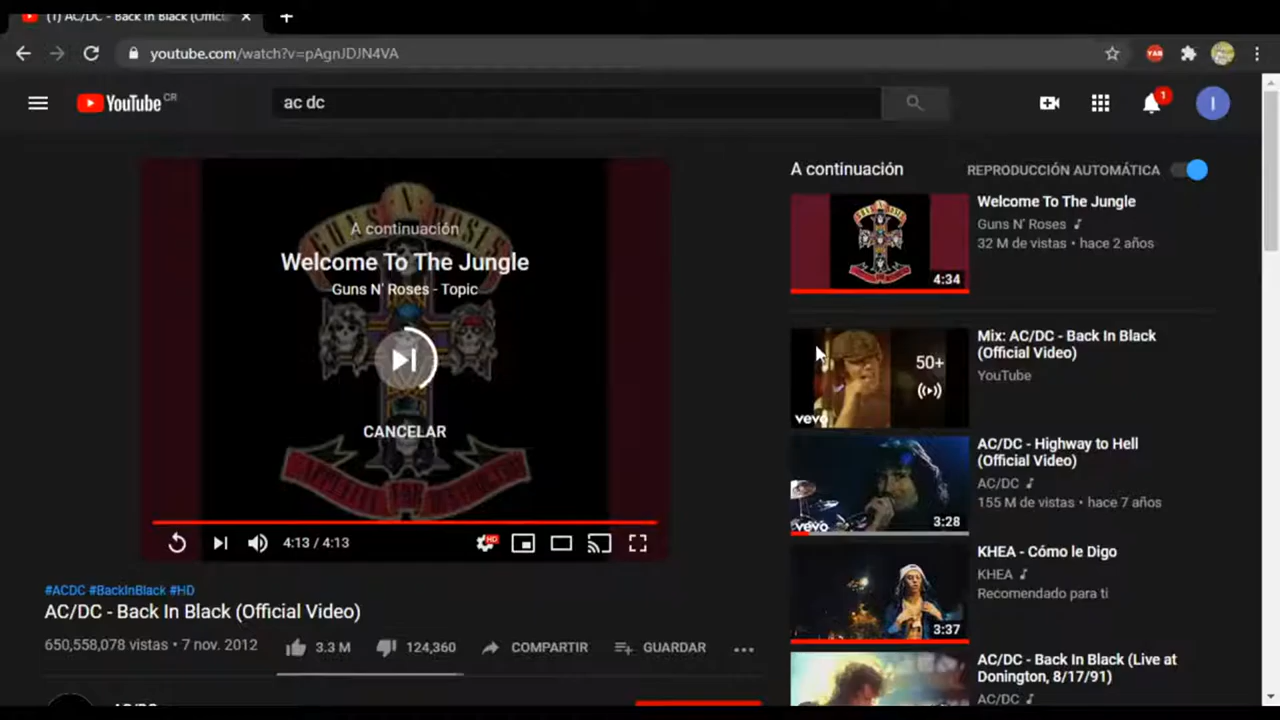 (1) AC/DC - Back In Black (Offic
youtube.com/watch?v=pAgnJDJN4VA
YouTube CR
ac dc
1
I
A continuación
Welcome To The Jungle
Guns N' Roses - Topic
CANCELAR
4:13 / 4:13
HD
#ACDC #BackInBlack #HD
AC/DC - Back In Black (Official Video)
650,558,078 vistas • 7 nov. 2012
3.3 M
124,360
COMPARTIR
GUARDAR
A continuación
REPRODUCCIÓN AUTOMÁTICA
GUNS N' ROSES
4:34
Welcome To The Jungle
Guns N' Roses
32 M de vistas • hace 2 años
50+
vevo
Mix: AC/DC - Back In Black
(Official Video)
YouTube
vevo
3:28
AC/DC - Highway to Hell
(Official Video)
AC/DC
155 M de vistas • hace 7 años
3:37
KHEA - Cómo le Digo
KHEA
Recomendado para ti
AC/DC - Back In Black (Live at
Donington, 8/17/91)
AC/DC